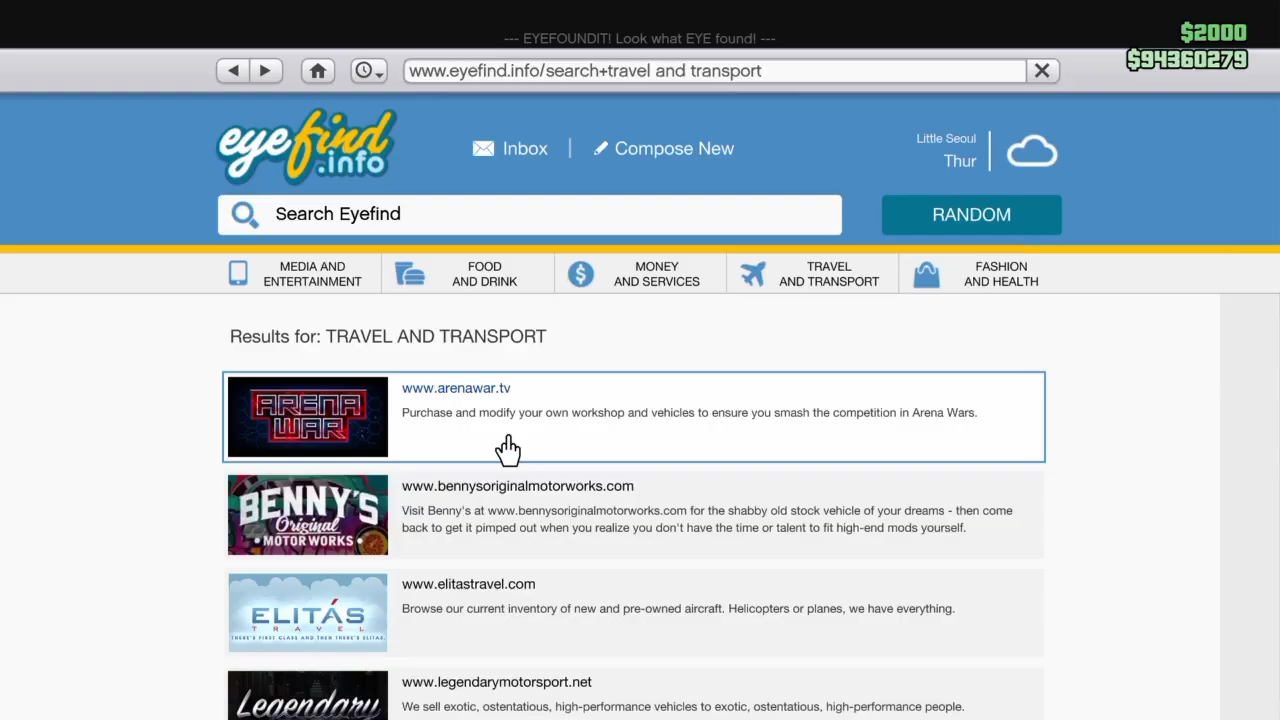 --- EYEFOUNDIT! Look what EYE found! ---
$2000
$94360279
www.eyefind.info/search+travel and transport
eyefind
.info
Inbox
Compose New
Little Seoul
Thur
Search Eyefind
RANDOM
MEDIA AND
ENTERTAINMENT
FOOD
AND DRINK
MONEY
AND SERVICES
TRAVEL
AND TRANSPORT
FASHION
AND HEALTH
Results for: TRAVEL AND TRANSPORT
ARENA
WAR
www.arenawar.tv
Purchase and modify your own workshop and vehicles to ensure you smash the competition in Arena Wars.
BENNY'S
Original
MOTOR WORKS
www.bennysoriginalmotorworks.com
Visit Benny's at www.bennysoriginalmotorworks.com for the shabby old stock vehicle of your dreams - then come
back to get it pimped out when you realize you don't have the time or talent to fit high-end mods yourself.
ELITÁS
TRAVEL
THERE'S FIRST CLASS AND THEN THERE'S ELITAS.
www.elitastravel.com
Browse our current inventory of new and pre-owned aircraft. Helicopters or planes, we have everything.
Legendary
www.legendarymotorsport.net
We sell exotic, ostentatious, high-performance vehicles to exotic, ostentatious, high-performance people.